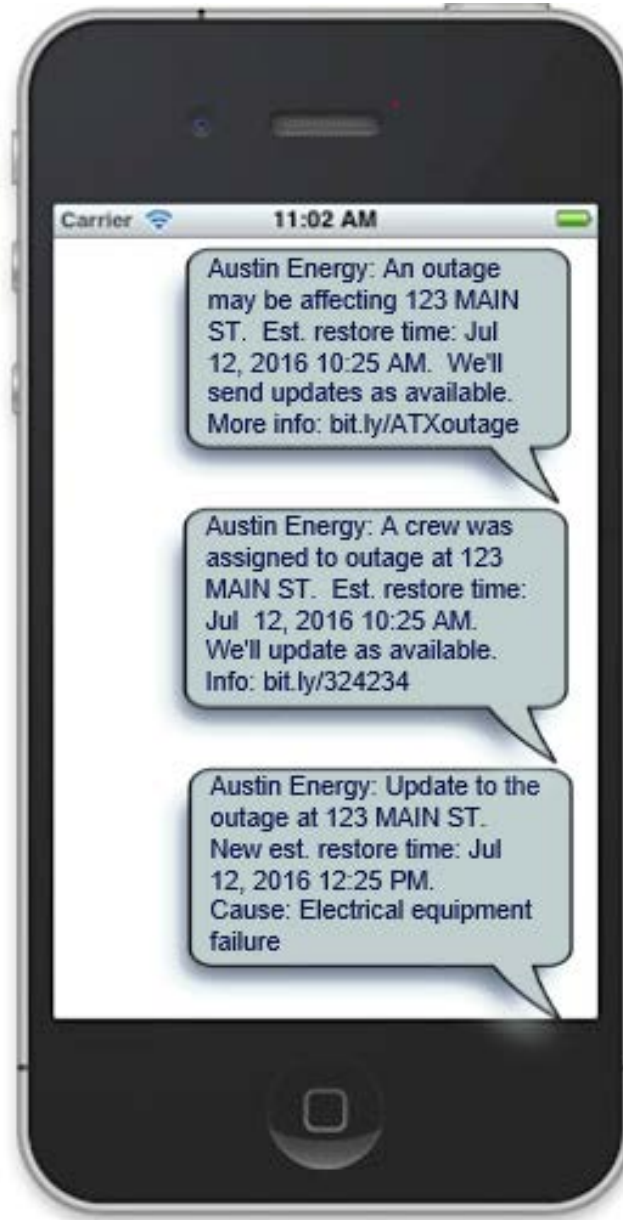 Carrier 11:02 AM
Austin Energy: An outage
may be affecting 123 MAIN
ST.  Est. restore time: Jul
12, 2016 10:25 AM.  We'll
send updates as available.
More info: bit.ly/ATXoutage
Austin Energy: A crew was
assigned to outage at 123
MAIN ST.  Est. restore time:
Jul  12, 2016 10:25 AM.
We'll update as available.
Info: bit.ly/324234
Austin Energy: Update to the
outage at 123 MAIN ST.
New est. restore time: Jul
12, 2016 12:25 PM.
Cause: Electrical equipment
failure